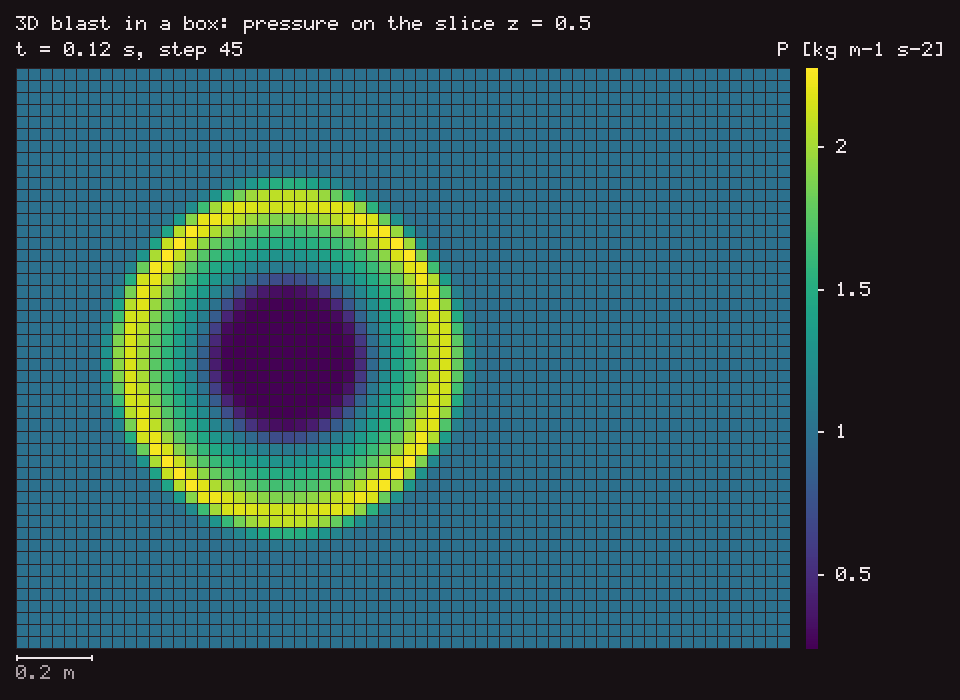 3D blast in a box: pressure on the slice z = 0.5
t = 0.12 s, step 45
P [kg m-1 s-2]
2
1.5
1
0.5
0.2 m